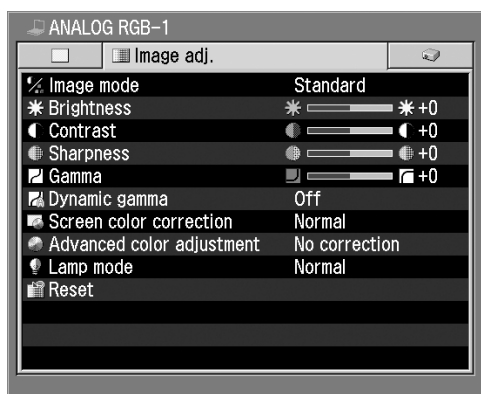 ANALOG RGB-1
Image adj.
Image mode Standard
Brightness +0
Contrast +0
Sharpness +0
Gamma +0
Dynamic gamma Off
Screen color correction Normal
Advanced color adjustment No correction
Lamp mode Normal
Reset